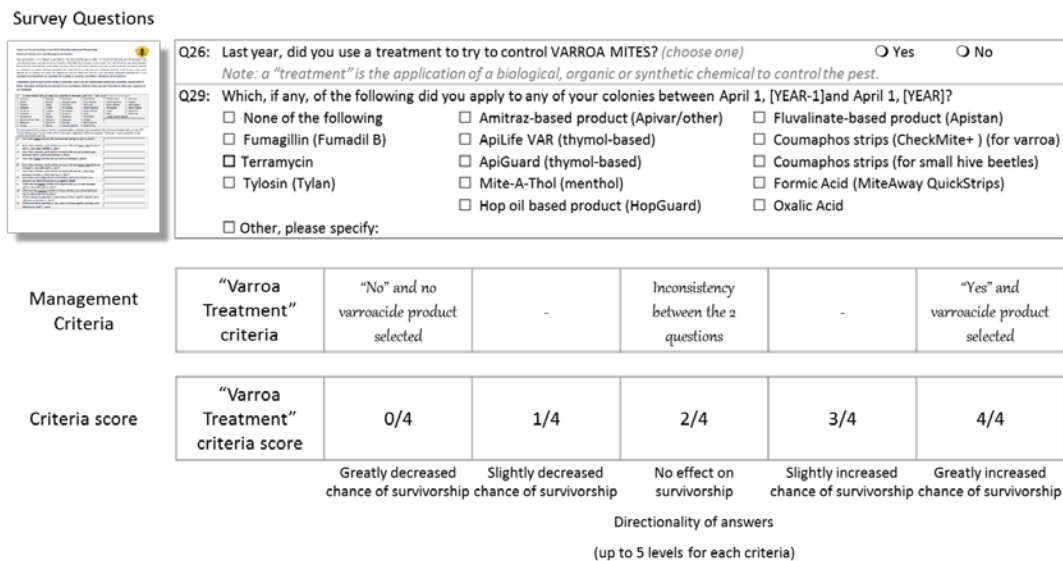 Survey Questions
Q26: Last year, did you use a treatment to try to control VARROA MITES? (choose one) Yes No
Note: a “treatment” is the application of a biological, organic or synthetic chemical to control the pest.
Q29: Which, if any, of the following did you apply to any of your colonies between April 1, [YEAR-1]and April 1, [YEAR]?
None of the following Amitraz-based product (Apivar/other) Fluvalinate-based product (Apistan)
Fumagillin (Fumadil B) ApiLife VAR (thymol-based) Coumaphos strips (CheckMite+ ) (for varroa)
Terramycin ApiGuard (thymol-based) Coumaphos strips (for small hive beetles)
Tylosin (Tylan) Mite-A-Thol (menthol) Formic Acid (MiteAway QuickStrips)
Hop oil based product (HopGuard) Oxalic Acid
Other, please specify:
Management
Criteria
“Varroa
Treatment”
criteria
“No” and no
varroacide product
selected
-
Inconsistency
between the 2
questions
-
“Yes” and
varroacide product
selected
Criteria score
“Varroa
Treatment”
criteria score
0/4 1/4 2/4 3/4 4/4
Greatly decreased
chance of survivorship
Slightly decreased
chance of survivorship
No effect on
survivorship
Slightly increased
chance of survivorship
Greatly increased
chance of survivorship
Directionality of answers
(up to 5 levels for each criteria)